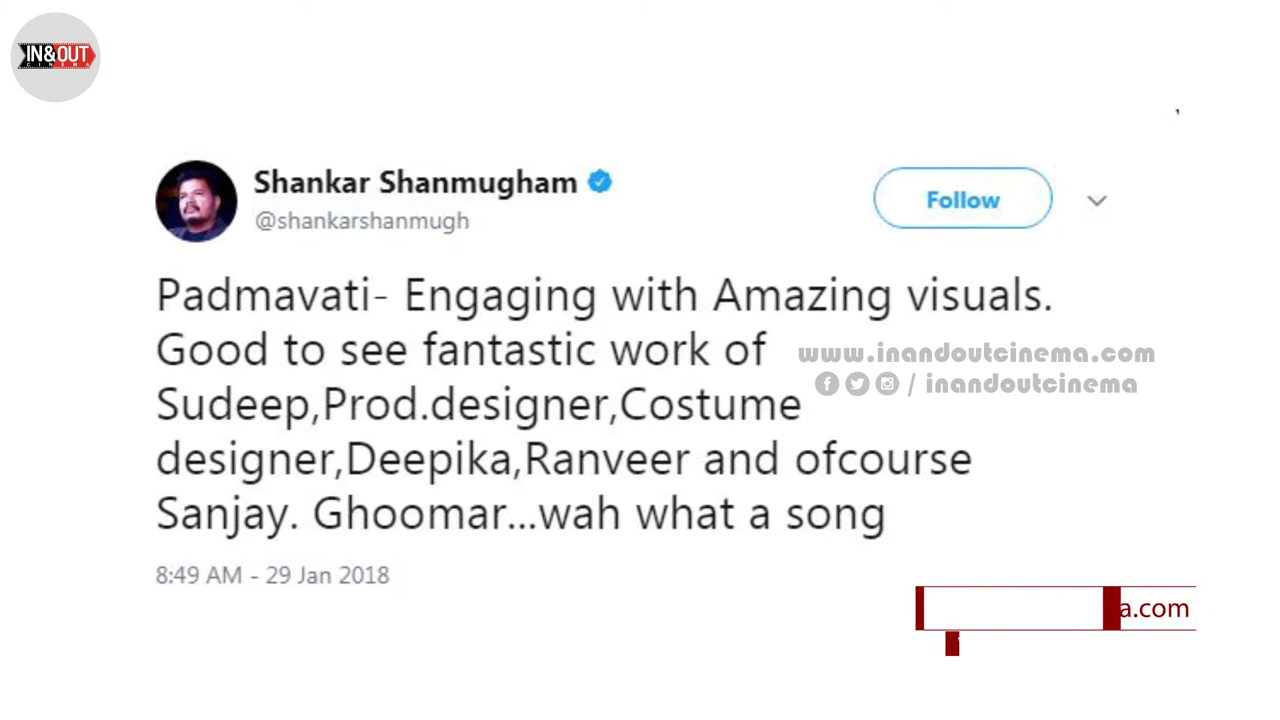 IN&OUT
CINEMA
Shankar Shanmugham
@shankarshanmugh
Follow
Padmavati- Engaging with Amazing visuals.
Good to see fantastic work of
www.inandoutcinema.com
/ inandoutcinema
Sudeep,Prod.designer,Costume
designer,Deepika,Ranveer and ofcourse
Sanjay. Ghoomar...wah what a song
8:49 AM - 29 Jan 2018
a.com